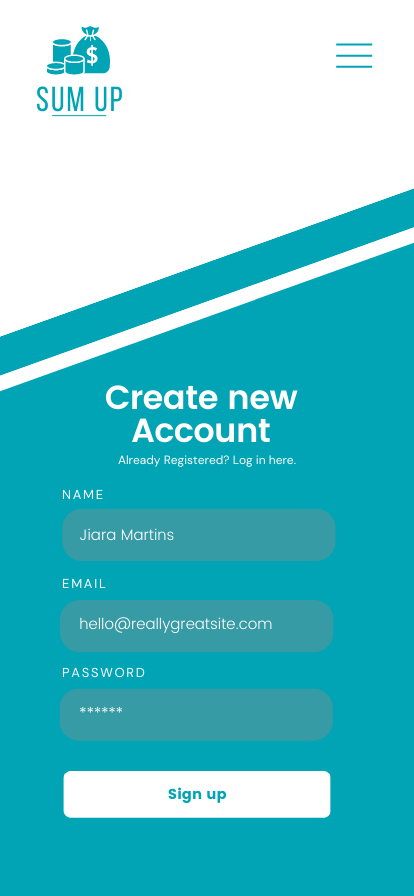 $
SUM UP
Create new
Account
Already Registered? Log in here.
NAME
Jiara Martins
EMAIL
hello@reallygreatsite.com
PASSWORD
******
Sign up